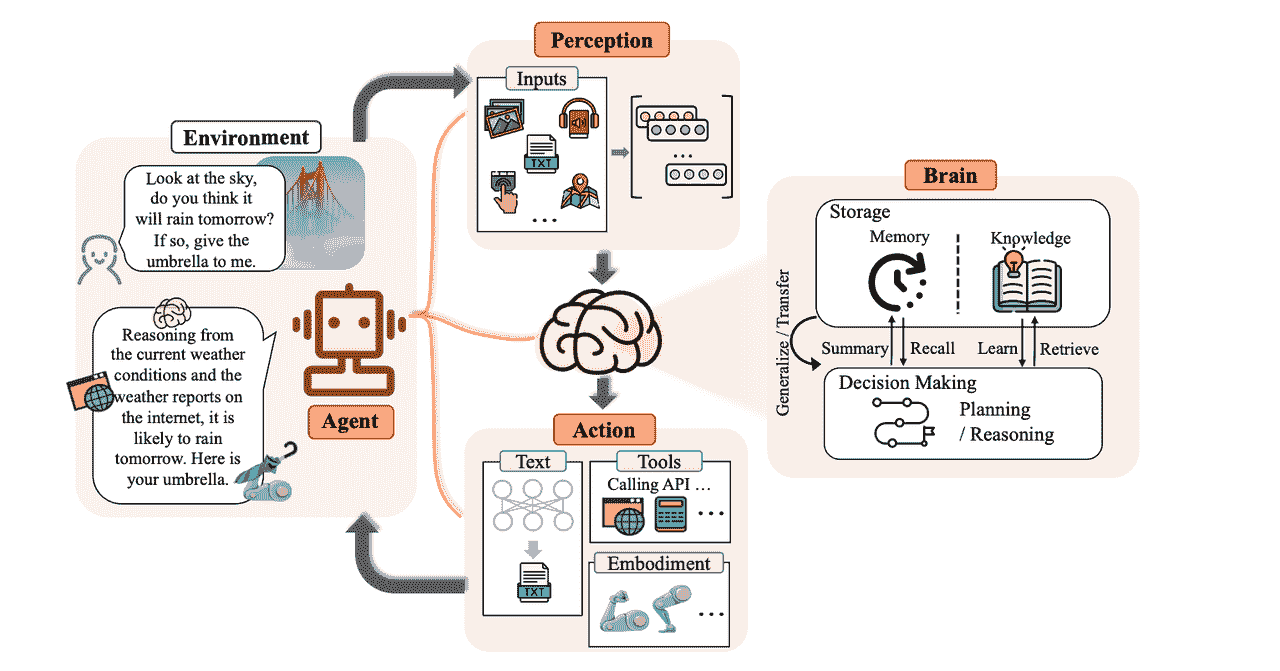 Perception
Inputs
TXT
...
...
Environment
Look at the sky,
do you think it
will rain tomorrow?
If so, give the
umbrella to me.
Reasoning from
the current weather
conditions and the
weather reports on
the internet, it is
likely to rain
tomorrow. Here is
your umbrella.
Agent
Brain
Storage
Memory
Knowledge
Generalize / Transfer
Summary
Recall
Learn
Retrieve
Decision Making
Planning
/ Reasoning
Action
Text
TXT
Tools
Calling API ...
...
Embodiment
...